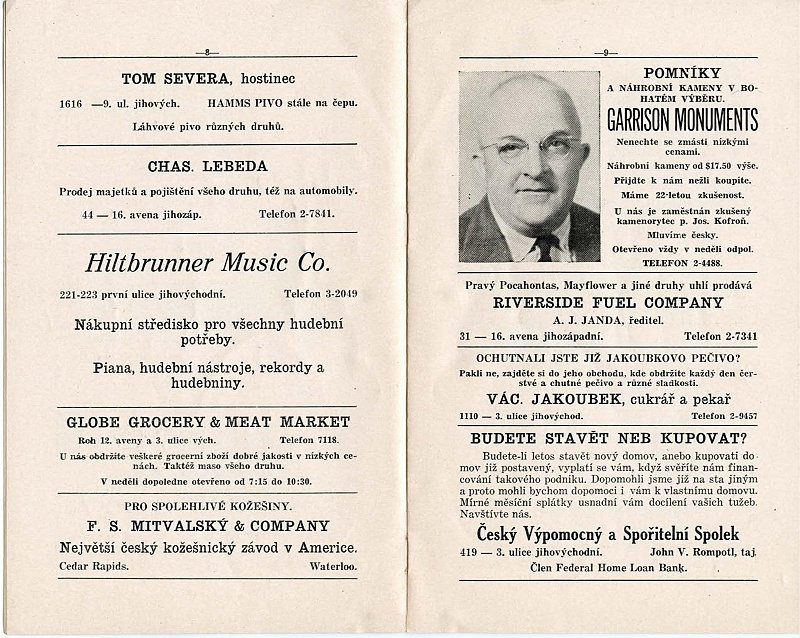 —8—
TOM SEVERA, hostinec
1616 —9. ul. jihových. HAMMS PIVO stále na čepu.
Láhvové pivo různých druhů.
CHAS. LEBEDA
Prodej majetků a pojištění všeho druhu, též na automobily.
44 — 16. avena jihozáp. Telefon 2-7841.
Hiltbrunner Music Co.
221-223 první ulice jihovýchodní. Telefon 3-2049
Nákupní středisko pro všechny hudební
potřeby.
Piana, hudební nástroje, rekordy a
hudebniny.
GLOBE GROCERY & MEAT MARKET
Roh 12. aveny a 3. ulice vých. Telefon 7118.
U nás obdržíte veškeré grocerní zboží dobré jakosti v nízkých ce-
nách. Taktéž maso všeho druhu.
V neděli dopoledne otevřeno od 7:15 do 10:30.
PRO SPOLEHLIVÉ KOŽEŠINY.
F. S. MITVALSKÝ & COMPANY
Největší český kožešnický závod v Americe.
Cedar Rapids. Waterloo.
—9—
POMNÍKY
A NÁHROBNÍ KAMENY V BO-
HATÉM VÝBĚRU.
GARRISON MONUMENTS
Nenechte se zmásti nízkými
cenami.
Náhrobní kameny od $17.50 výše.
Přijďte k nám nežli koupíte.
Máme 22-letou zkušenost.
U nás je zaměstnán zkušený
kamenorytec p. Jos. Kofroň.
Mluvíme česky.
Otevřeno vždy v neděli odpol.
TELEFON 2-4488.
Pravý Pocahontas, Mayflower a jiné druhy uhlí prodává
RIVERSIDE FUEL COMPANY
A. J. JANDA, ředitel.
31 — 16. avena jihozápadní. Telefon 2-7341
OCHUTNALI JSTE JIŽ JAKOUBKOVO PEČIVO?
Pakli ne, zajděte si do jeho obchodu, kde obdržíte každý den čer-
stvé a chutné pečivo a různé sladkosti.
VÁC. JAKOUBEK, cukrář a pekař
1110 — 3. ulice jihovýchod. Telefon 2-9457
BUDETE STAVĚT NEB KUPOVAT?
Budete-li letos stavět nový domov, anebo kupovati do-
mov již postavený, vyplatí se vám, když svěříte nám finan-
cování takového podniku. Dopomohli jsme již na sta jiným
a proto mohli bychom dopomoci i vám k vlastnímu domovu.
Mírné měsíční splátky usnadní vám docílení vašich tužeb.
Navštivte nás.
Český Výpomocný a Spořitelní Spolek
419 — 3. ulice jihovýchodní. John V. Rompotl, taj.
Člen Federal Home Loan Bank.